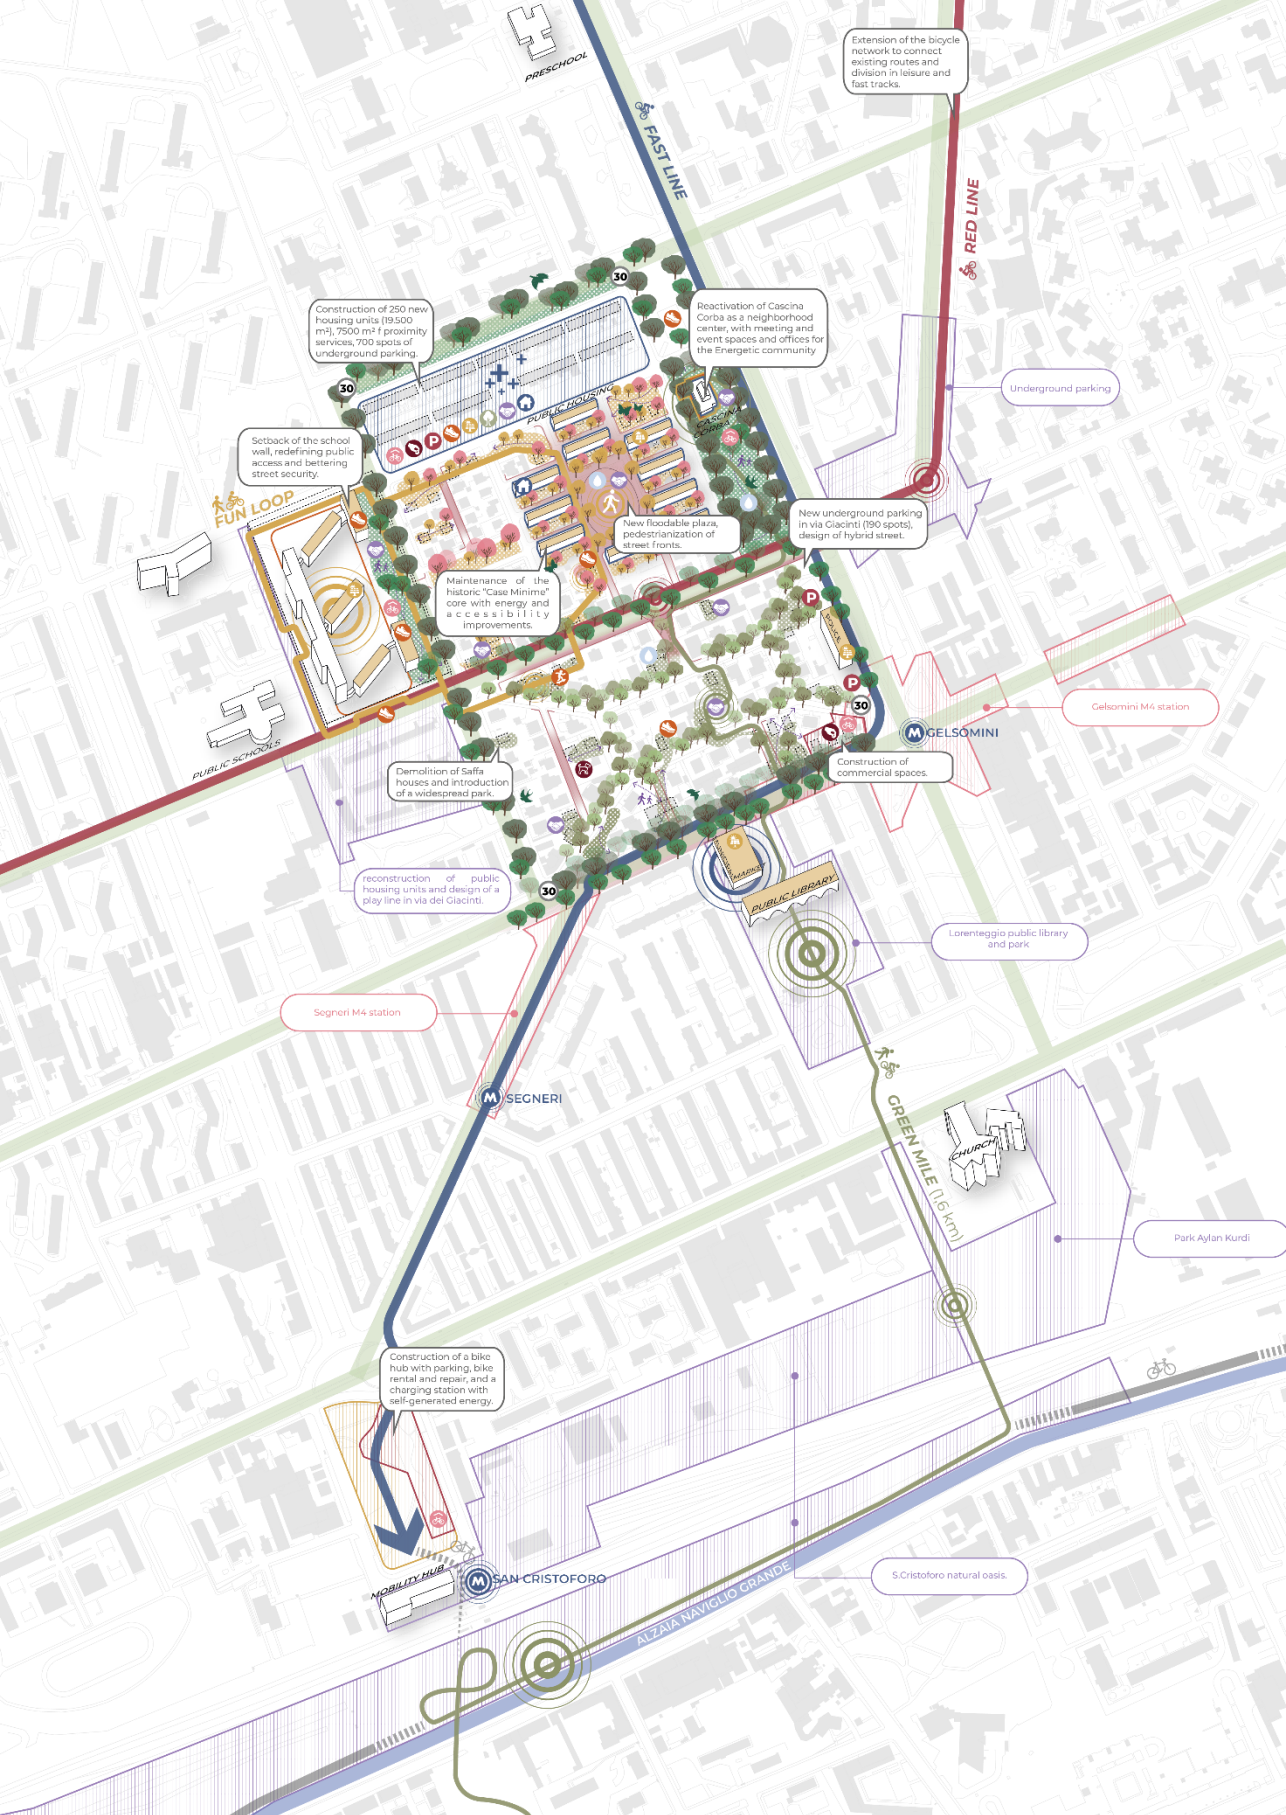 PRESCHOOL
Extension of the bicycle
network to connect
existing routes and
division in leisure and
fast tracks.
FAST LINE
RED LINE
30
Construction of 250 new
housing units (19.500
m²), 7500 m² f proximity
services, 700 spots of
underground parking.
Reactivation of Cascina
Corba as a neighborhood
center, with meeting and
event spaces and offices for
the Energetic community
30
Underground parking
PUBLIC HOUSING
CASCINA
CORBA
P
Setback of the school
wall, redefining public
access and bettering
street security.
FUN LOOP
New floodable plaza,
pedestrianization of
street fronts.
New underground parking
in via Giacinti (190 spots),
design of hybrid street.
Maintenance of the
historic "Case Minime"
core with energy and
accessibility
improvements.
P
POLICE
P
30
Gelsomini M4 station
M GELSOMINI
PUBLIC SCHOOLS
Construction of
commercial spaces.
Demolition of Saffa
houses and introduction
of a widespread park.
reconstruction of public
housing units and design of a
play line in via dei Giacinti.
30
MARKET
PUBLIC LIBRARY
Lorenteggio public library
and park
Segneri M4 station
M SEGNERI
GREEN MILE (1,6 km)
CHURCH
Park Aylan Kurdi
Construction of a bike
hub with parking, bike
rental and repair, and a
charging station with
self-generated energy.
MOBILITY HUB
M SAN CRISTOFORO
S.Cristoforo natural oasis.
ALZAIA NAVIGLIO GRANDE